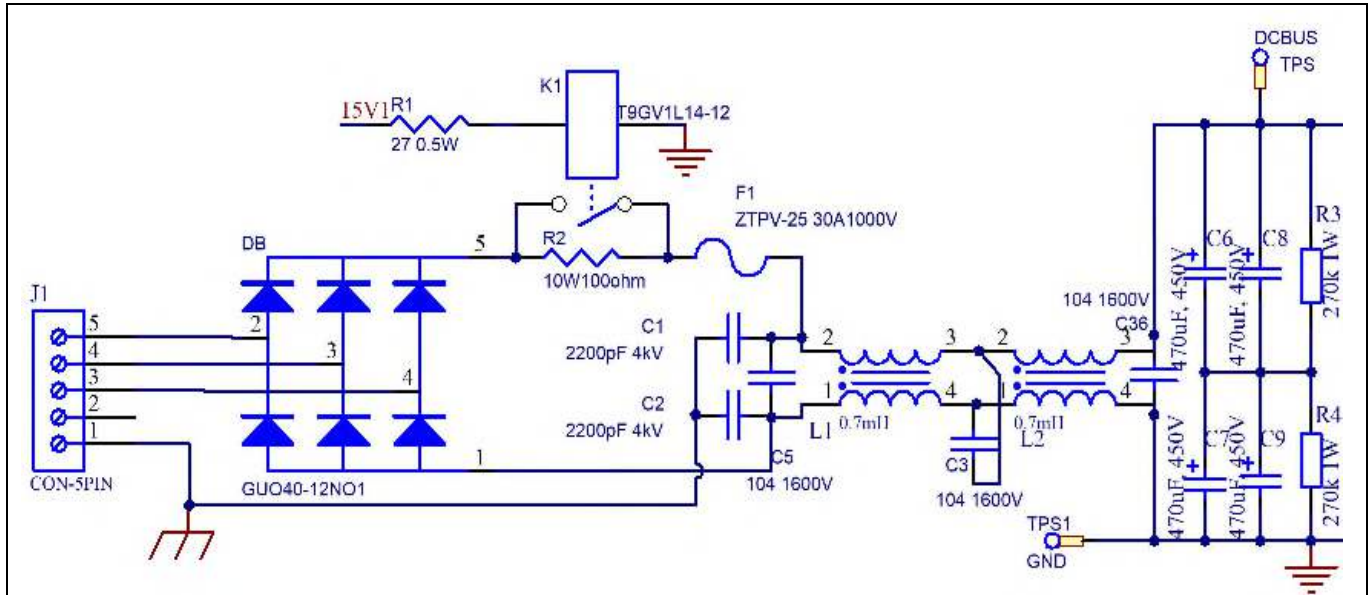 DCBUS
TPS
K1
15V1
R1
T9GV1L14-12
27 0.5W
F1
ZTPV-25 30A1000V
DB
5
R2
10W100ohm
R3
C6
C8
470uF, 450V
470uF, 450V
270k 1W
J1
5
4
3
2
1
2
3
4
CON-5PIN
GUO40-12NO1
1
C1
2200pF 4kV
C2
2200pF 4kV
C5
104 1600V
2
3
1
4
L1
0.7mH
2
3
1
4
0.7mH
L2
C3
104 1600V
104 1600V
C36
R4
C7
C9
470uF, 450V
470uF, 450V
270k 1W
TPS1
GND